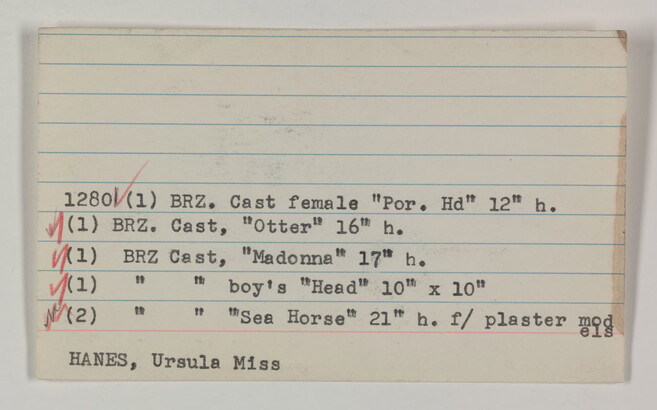 1280 (1) BRZ. Cast female "Por. Hd" 12" h.
(1) BRZ. Cast, "Otter" 16" h.
(1) BRZ Cast, "Madonna" 17" h.
(1) " " boy's "Head" 10" x 10"
(2) " " "Sea Horse" 21" h. f/ plaster mod
els
HANES, Ursula Miss